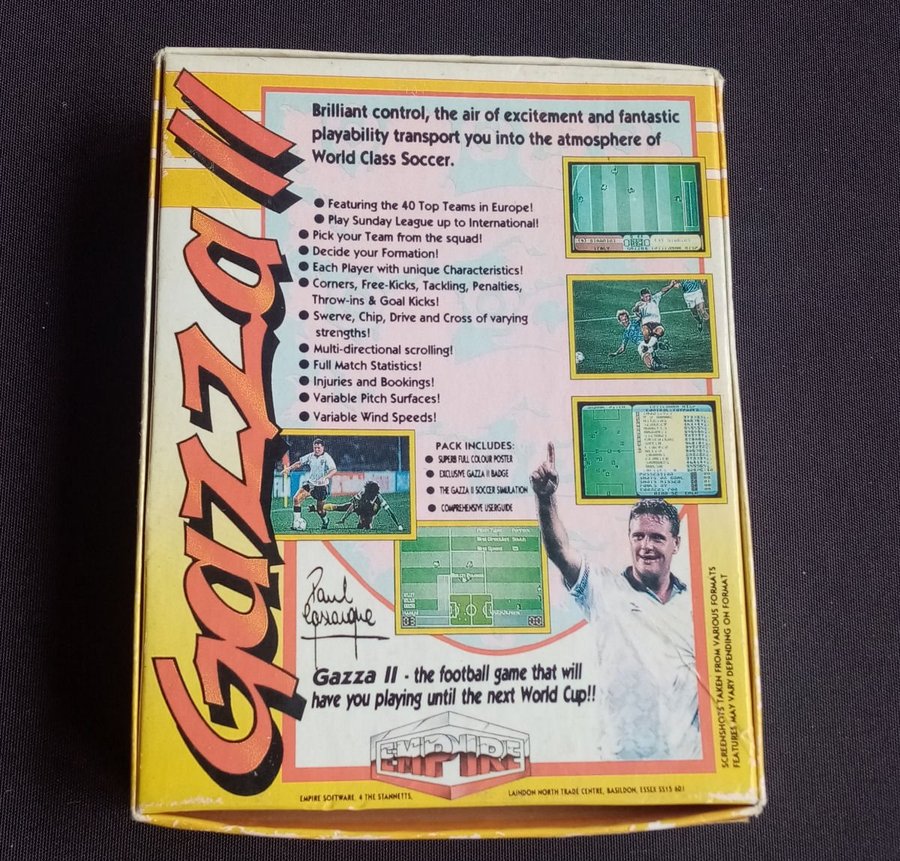 Gazza II
Brilliant control, the air of excitement and fantastic
playability transport you into the atmosphere of
World Class Soccer.
● Featuring the 40 Top Teams in Europe!
● Play Sunday League up to International!
● Pick your Team from the squad!
● Decide your Formation!
● Each Player with unique Characteristics!
● Corners, Free-Kicks, Tackling, Penalties,
Throw-ins & Goal Kicks!
● Swerve, Chip, Drive and Cross of varying
strengths!
● Multi-directional scrolling!
● Full Match Statistics!
● Injuries and Bookings!
● Variable Pitch Surfaces!
● Variable Wind Speeds!
PACK INCLUDES:
● SUPERB FULL COLOUR POSTER
● EXCLUSIVE GAZZA II BADGE
● THE GAZZA II SOCCER SIMULATION
● COMPREHENSIVE USERGUIDE
Paul
Gascoigne
Gazza II - the football game that will
have you playing until the next World Cup!!
EMPIRE
EMPIRE SOFTWARE, 4 THE STANNETTS, LAINDON NORTH TRADE CENTRE, BASILDON, ESSEX SS15 6DJ
SCREENSHOTS TAKEN FROM VARIOUS FORMATS
FEATURES MAY VARY DEPENDING ON FORMAT